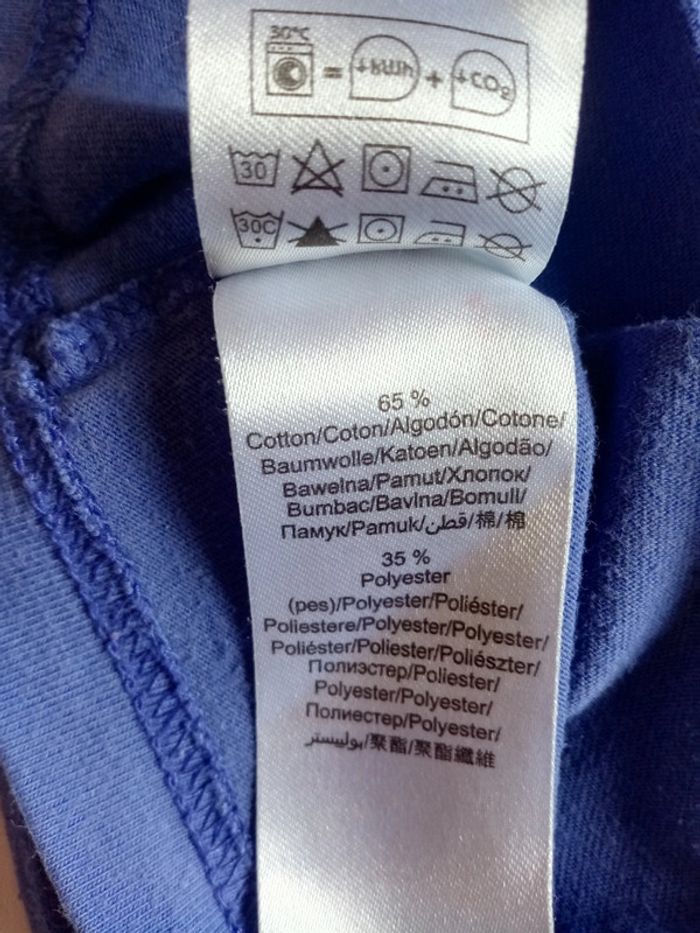 30°C
= +kWh + +CO2
30
30C
65 %
Cotton/Coton/Algodón/Cotone/
Baumwolle/Katoen/Algodão/
Bawełna/Pamut/Хлопок/
Bumbac/Bavlna/Bomull/
Памук/Pamuk/قطن/棉/棉
35 %
Polyester
(pes)/Polyester/Poliéster/
Poliestere/Polyester/Polyester/
Poliéster/Poliester/Poliészter/
Полиэстер/Poliester/
Polyester/Polyester/
Полиестер/Polyester/
بوليستر/聚酯/聚酯纖維